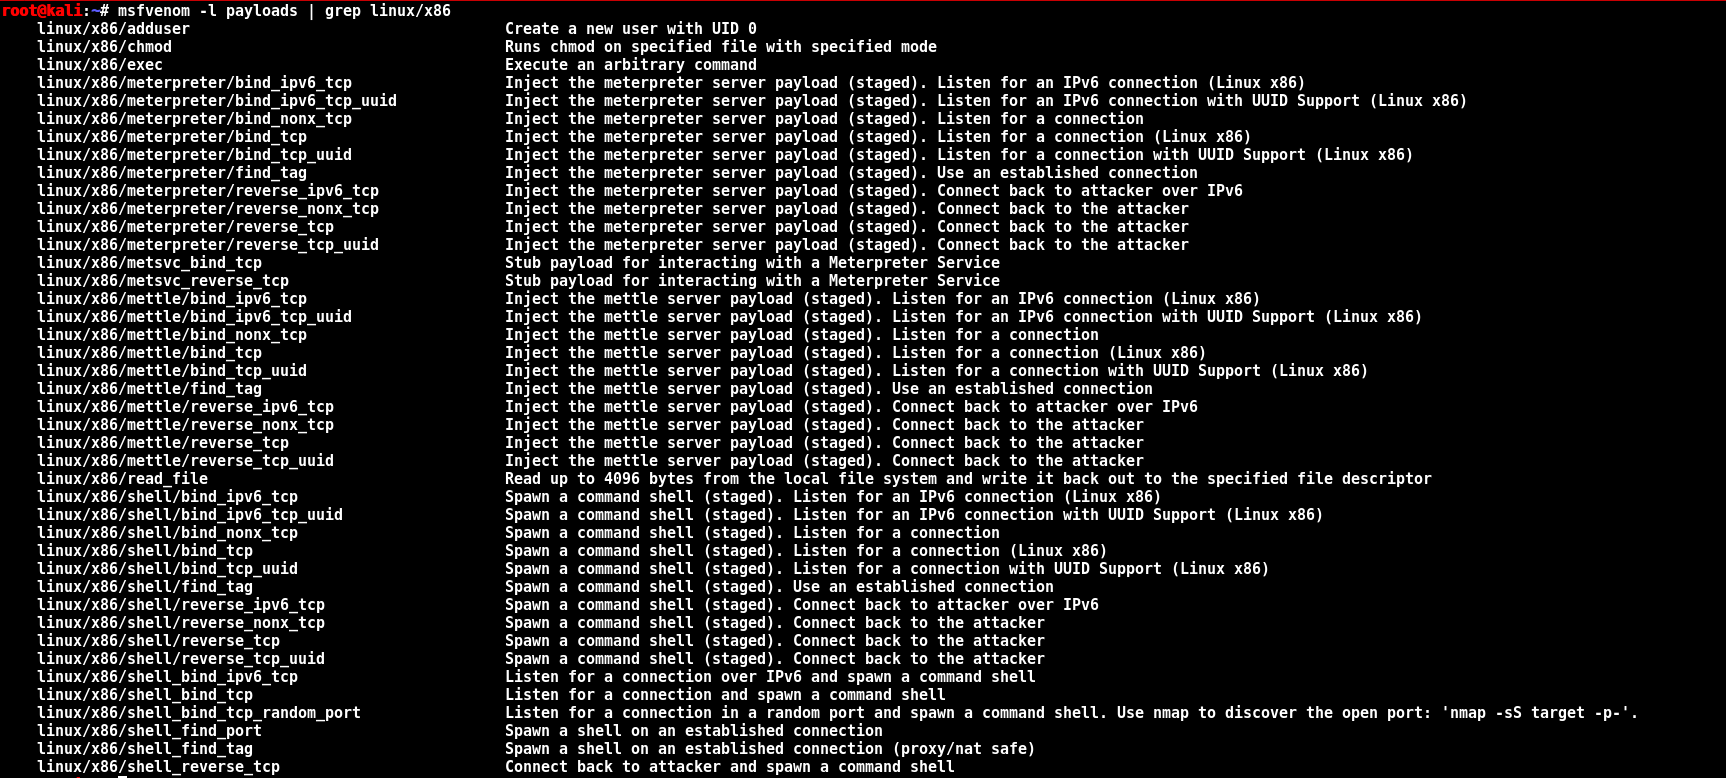 root@kali:~# msfvenom -l payloads | grep linux/x86
linux/x86/adduser Create a new user with UID 0
linux/x86/chmod Runs chmod on specified file with specified mode
linux/x86/exec Execute an arbitrary command
linux/x86/meterpreter/bind_ipv6_tcp Inject the meterpreter server payload (staged). Listen for an IPv6 connection (Linux x86)
linux/x86/meterpreter/bind_ipv6_tcp_uuid Inject the meterpreter server payload (staged). Listen for an IPv6 connection with UUID Support (Linux x86)
linux/x86/meterpreter/bind_nonx_tcp Inject the meterpreter server payload (staged). Listen for a connection
linux/x86/meterpreter/bind_tcp Inject the meterpreter server payload (staged). Listen for a connection (Linux x86)
linux/x86/meterpreter/bind_tcp_uuid Inject the meterpreter server payload (staged). Listen for a connection with UUID Support (Linux x86)
linux/x86/meterpreter/find_tag Inject the meterpreter server payload (staged). Use an established connection
linux/x86/meterpreter/reverse_ipv6_tcp Inject the meterpreter server payload (staged). Connect back to attacker over IPv6
linux/x86/meterpreter/reverse_nonx_tcp Inject the meterpreter server payload (staged). Connect back to the attacker
linux/x86/meterpreter/reverse_tcp Inject the meterpreter server payload (staged). Connect back to the attacker
linux/x86/meterpreter/reverse_tcp_uuid Inject the meterpreter server payload (staged). Connect back to the attacker
linux/x86/metsvc_bind_tcp Stub payload for interacting with a Meterpreter Service
linux/x86/metsvc_reverse_tcp Stub payload for interacting with a Meterpreter Service
linux/x86/mettle/bind_ipv6_tcp Inject the mettle server payload (staged). Listen for an IPv6 connection (Linux x86)
linux/x86/mettle/bind_ipv6_tcp_uuid Inject the mettle server payload (staged). Listen for an IPv6 connection with UUID Support (Linux x86)
linux/x86/mettle/bind_nonx_tcp Inject the mettle server payload (staged). Listen for a connection
linux/x86/mettle/bind_tcp Inject the mettle server payload (staged). Listen for a connection (Linux x86)
linux/x86/mettle/bind_tcp_uuid Inject the mettle server payload (staged). Listen for a connection with UUID Support (Linux x86)
linux/x86/mettle/find_tag Inject the mettle server payload (staged). Use an established connection
linux/x86/mettle/reverse_ipv6_tcp Inject the mettle server payload (staged). Connect back to attacker over IPv6
linux/x86/mettle/reverse_nonx_tcp Inject the mettle server payload (staged). Connect back to the attacker
linux/x86/mettle/reverse_tcp Inject the mettle server payload (staged). Connect back to the attacker
linux/x86/mettle/reverse_tcp_uuid Inject the mettle server payload (staged). Connect back to the attacker
linux/x86/read_file Read up to 4096 bytes from the local file system and write it back out to the specified file descriptor
linux/x86/shell/bind_ipv6_tcp Spawn a command shell (staged). Listen for an IPv6 connection (Linux x86)
linux/x86/shell/bind_ipv6_tcp_uuid Spawn a command shell (staged). Listen for an IPv6 connection with UUID Support (Linux x86)
linux/x86/shell/bind_nonx_tcp Spawn a command shell (staged). Listen for a connection
linux/x86/shell/bind_tcp Spawn a command shell (staged). Listen for a connection (Linux x86)
linux/x86/shell/bind_tcp_uuid Spawn a command shell (staged). Listen for a connection with UUID Support (Linux x86)
linux/x86/shell/find_tag Spawn a command shell (staged). Use an established connection
linux/x86/shell/reverse_ipv6_tcp Spawn a command shell (staged). Connect back to attacker over IPv6
linux/x86/shell/reverse_nonx_tcp Spawn a command shell (staged). Connect back to the attacker
linux/x86/shell/reverse_tcp Spawn a command shell (staged). Connect back to the attacker
linux/x86/shell/reverse_tcp_uuid Spawn a command shell (staged). Connect back to the attacker
linux/x86/shell_bind_ipv6_tcp Listen for a connection over IPv6 and spawn a command shell
linux/x86/shell_bind_tcp Listen for a connection and spawn a command shell
linux/x86/shell_bind_tcp_random_port Listen for a connection in a random port and spawn a command shell. Use nmap to discover the open port: 'nmap -sS target -p-'.
linux/x86/shell_find_port Spawn a shell on an established connection
linux/x86/shell_find_tag Spawn a shell on an established connection (proxy/nat safe)
linux/x86/shell_reverse_tcp Connect back to attacker and spawn a command shell